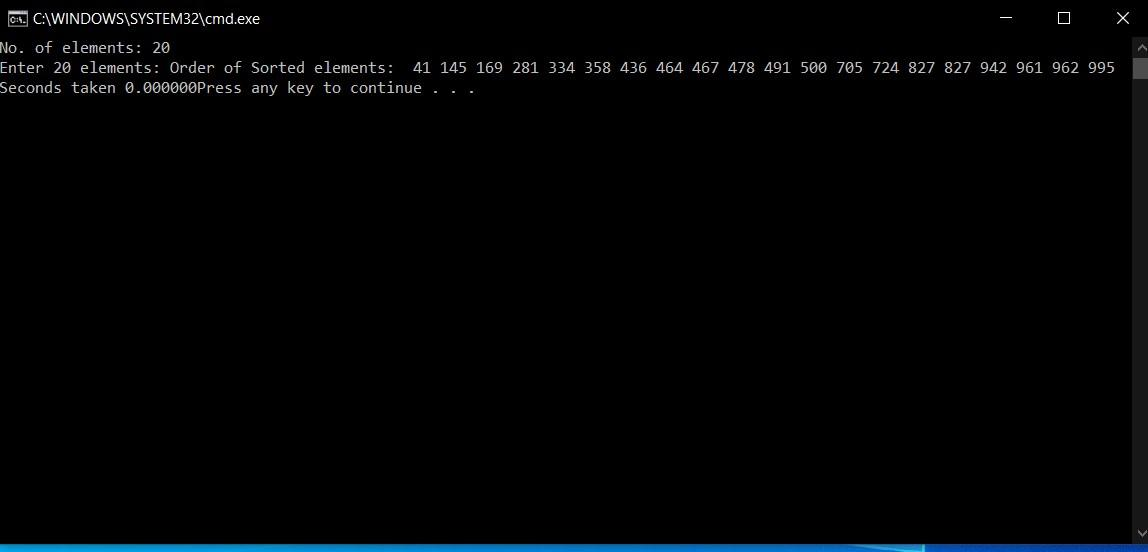 C:\WINDOWS\SYSTEM32\cmd.exe
No. of elements: 20
Enter 20 elements: Order of Sorted elements:  41 145 169 281 334 358 436 464 467 478 491 500 705 724 827 827 942 961 962 995
Seconds taken 0.000000Press any key to continue . . .